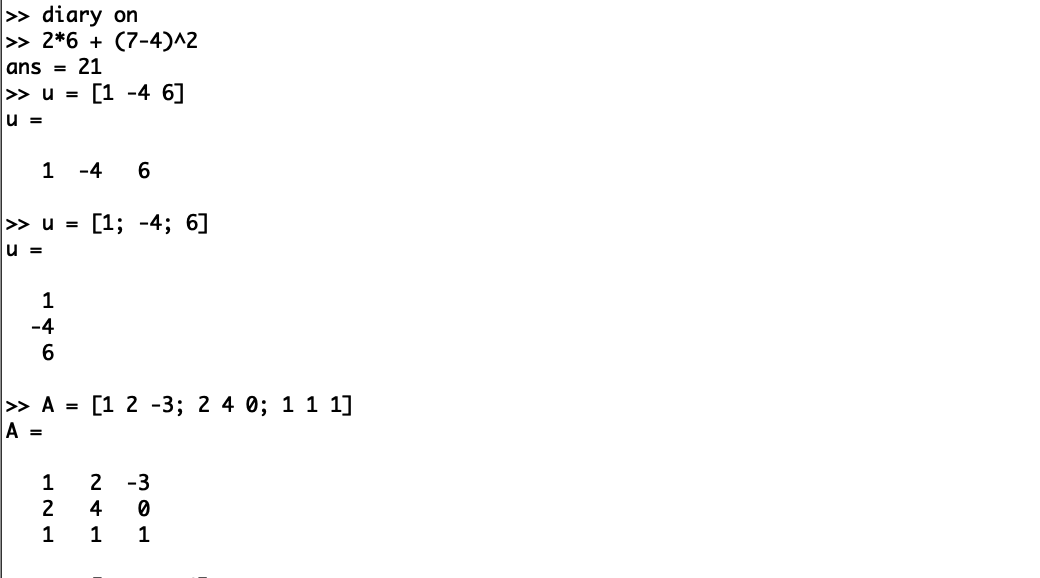 >> diary on
>> 2*6 + (7-4)^2
ans = 21
>> u = [1 -4 6]
u =
1 -4 6
>> u = [1; -4; 6]
u =
1
-4
6
>> A = [1 2 -3; 2 4 0; 1 1 1]
A =
1 2 -3
2 4 0
1 1 1